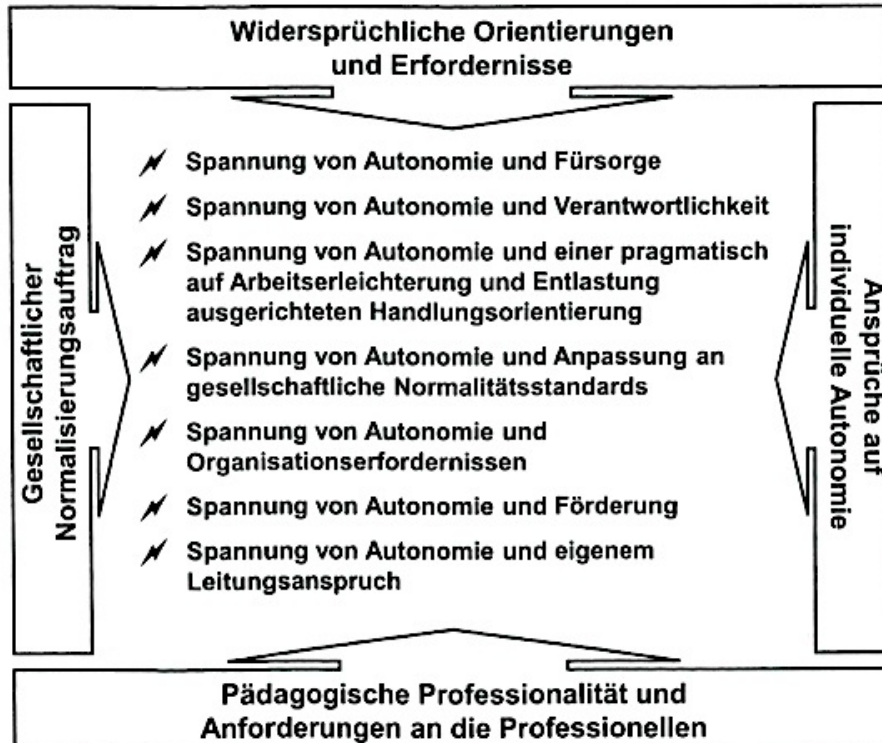 Widersprüchliche Orientierungen
und Erfordernisse
Gesellschaftlicher
Normalisierungsauftrag
Spannung von Autonomie und Fürsorge
Spannung von Autonomie und Verantwortlichkeit
Spannung von Autonomie und einer pragmatisch
auf Arbeitserleichterung und Entlastung
ausgerichteten Handlungsorientierung
Spannung von Autonomie und Anpassung an
gesellschaftliche Normalitätsstandards
Spannung von Autonomie und
Organisationserfordernissen
Spannung von Autonomie und Förderung
Spannung von Autonomie und eigenem
Leitungsanspruch
Ansprüche auf
individuelle Autonomie
Pädagogische Professionalität und
Anforderungen an die Professionellen